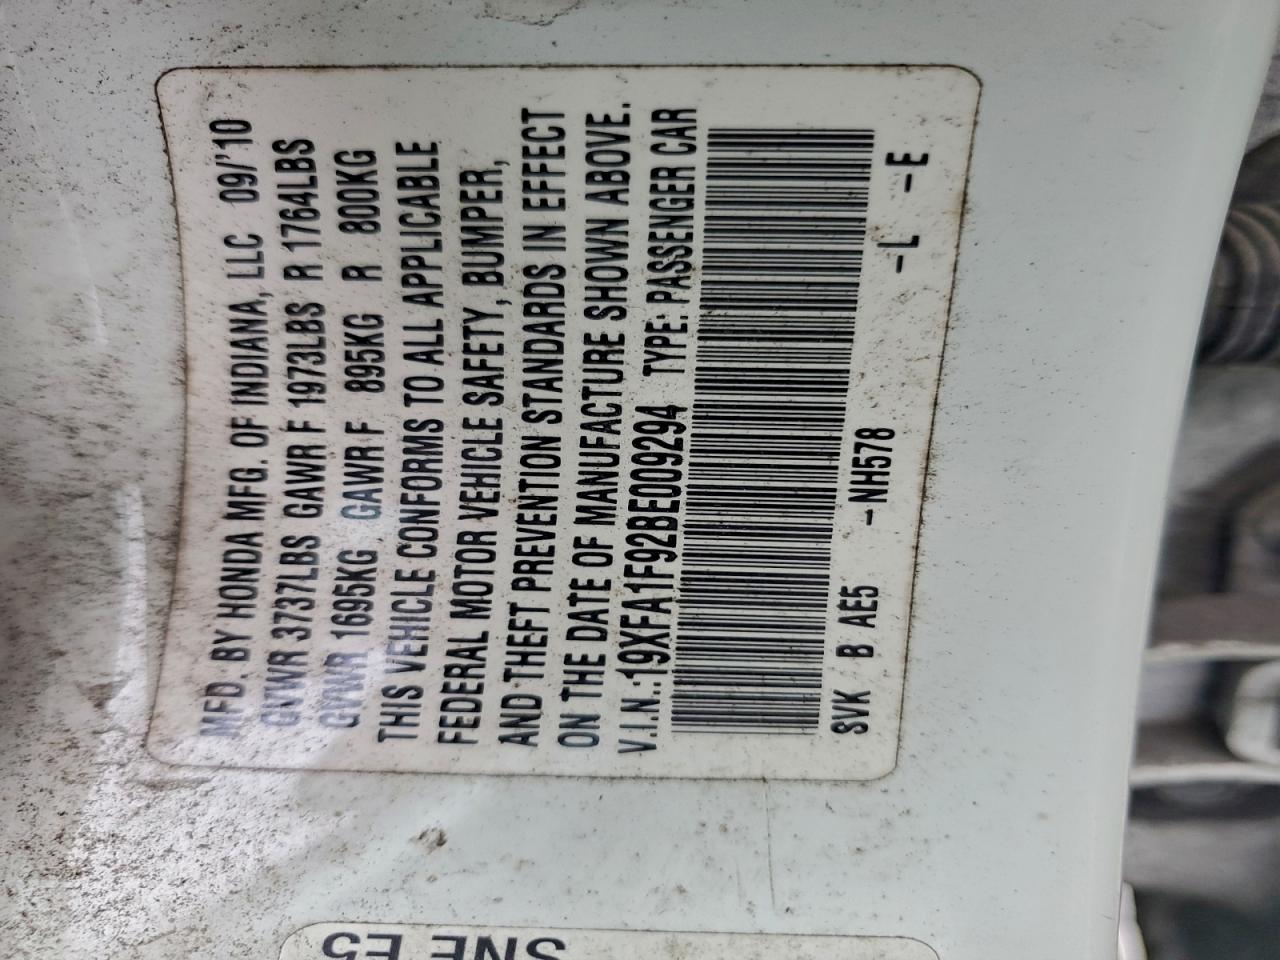 MFD. BY HONDA MFG. OF INDIANA, LLC 09/'10
GVWR 3737LBS GAWR F 1973LBS R 1764LBS
GVWR 1695KG GAWR F 895KG R 800KG
THIS VEHICLE CONFORMS TO ALL APPLICABLE
FEDERAL MOTOR VEHICLE SAFETY, BUMPER,
AND THEFT PREVENTION STANDARDS IN EFFECT
ON THE DATE OF MANUFACTURE SHOWN ABOVE.
V.I.N.:19XFA1F92BE009294 TYPE: PASSENGER CAR
SVK B AE5 -NH578 -L -E